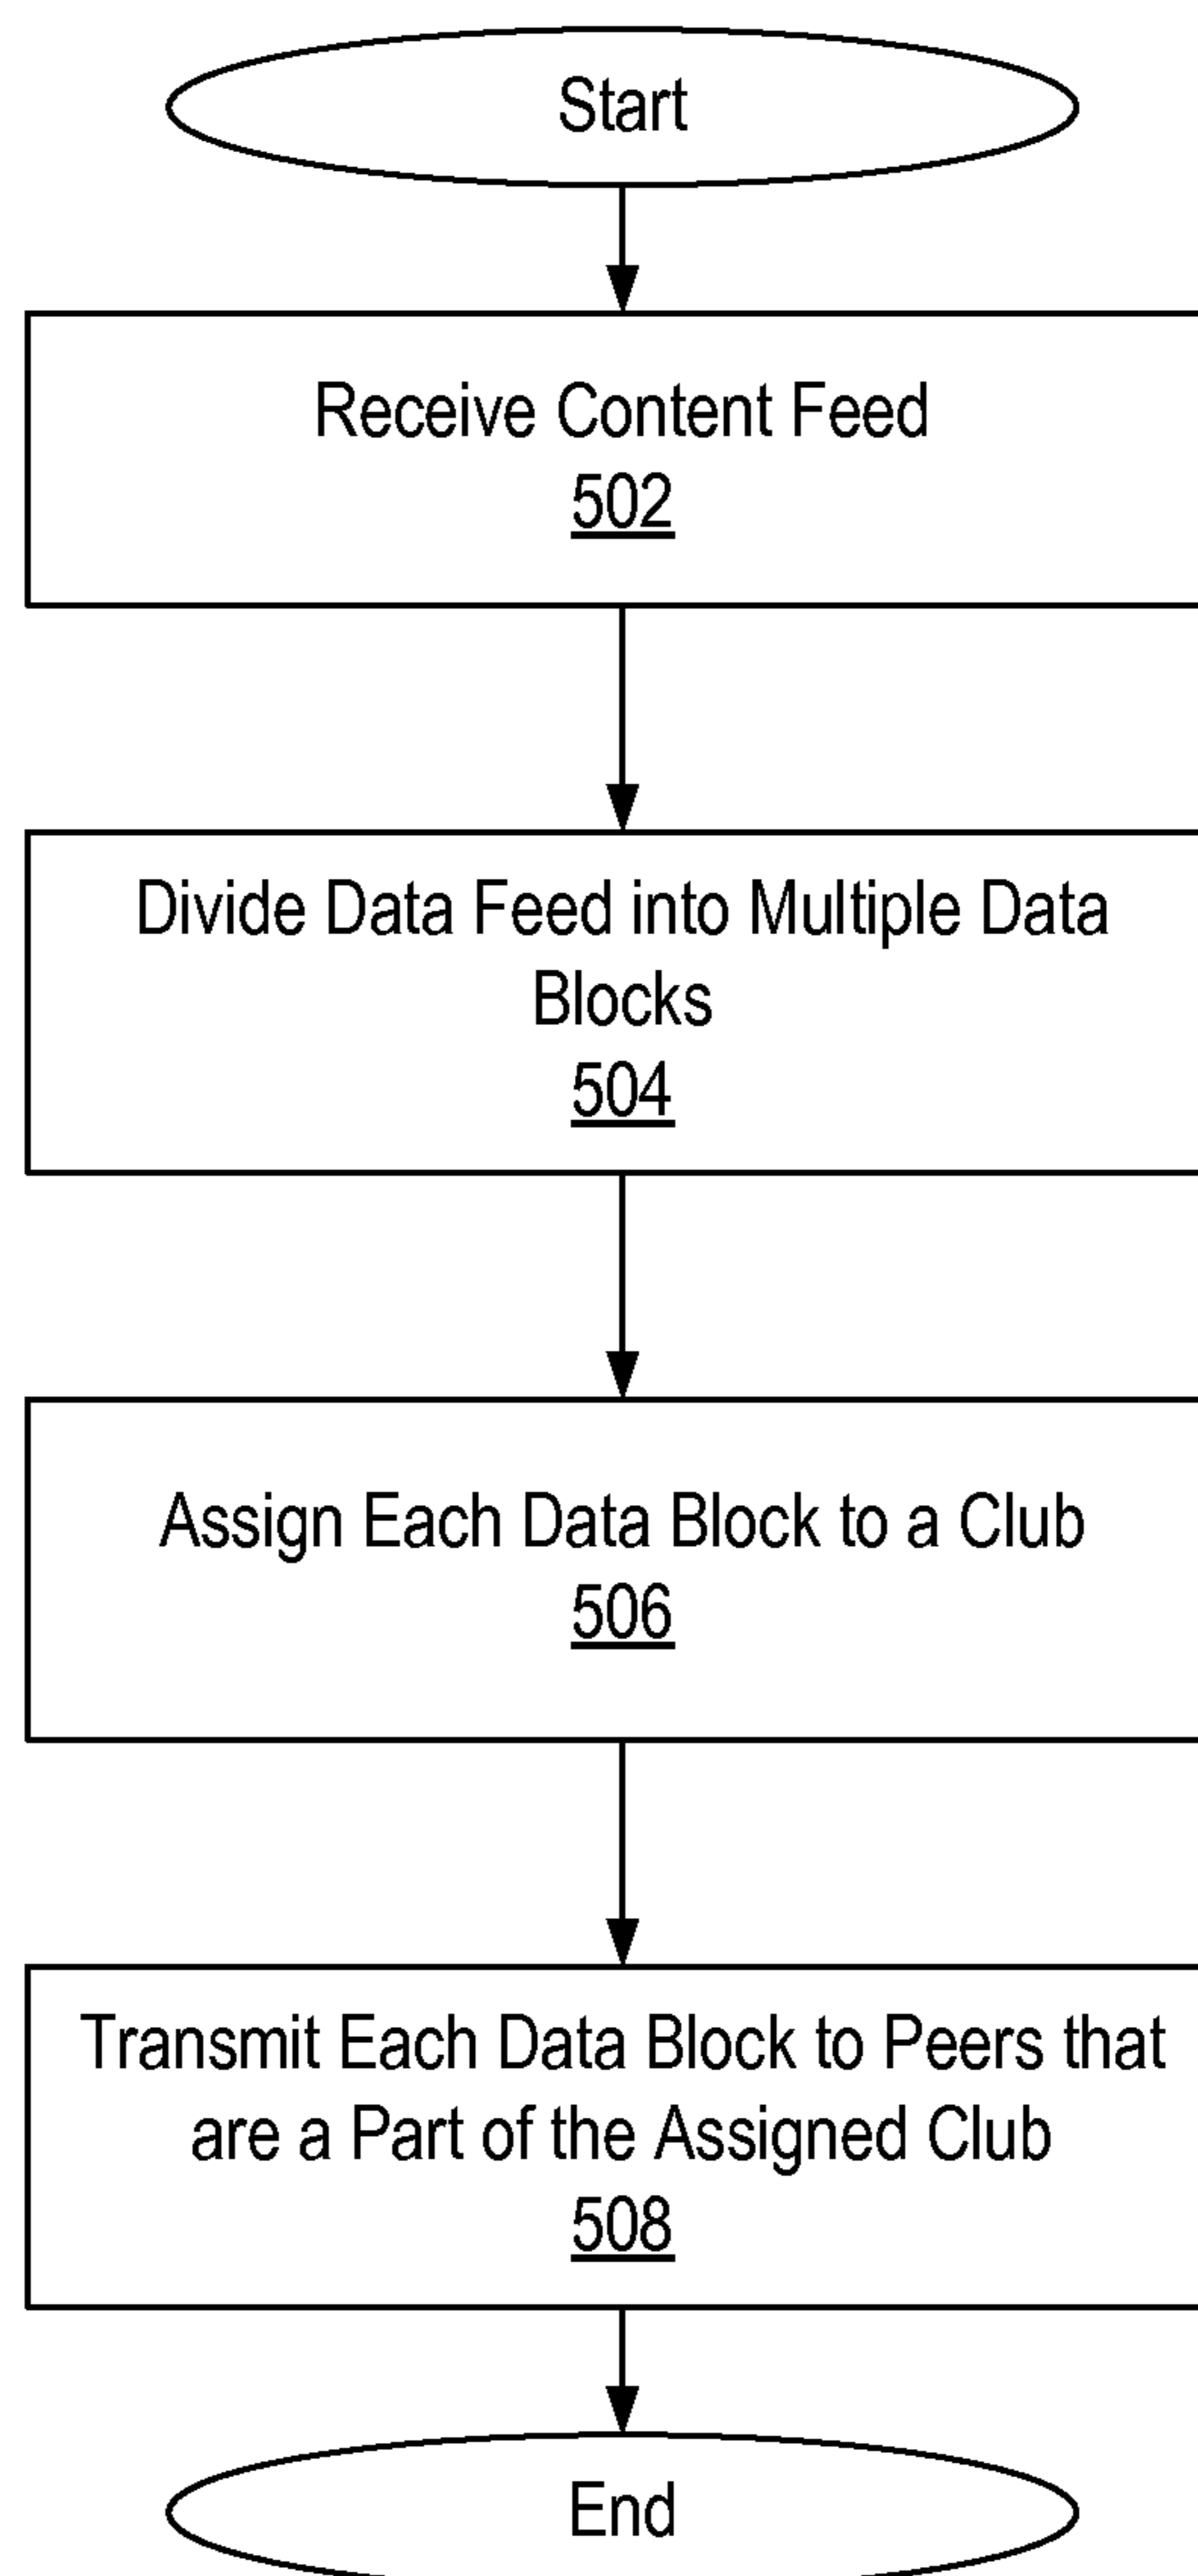 Start
Receive Content Feed
502
Divide Data Feed into Multiple Data
Blocks
504
Assign Each Data Block to a Club
506
Transmit Each Data Block to Peers that
are a Part of the Assigned Club
508
End